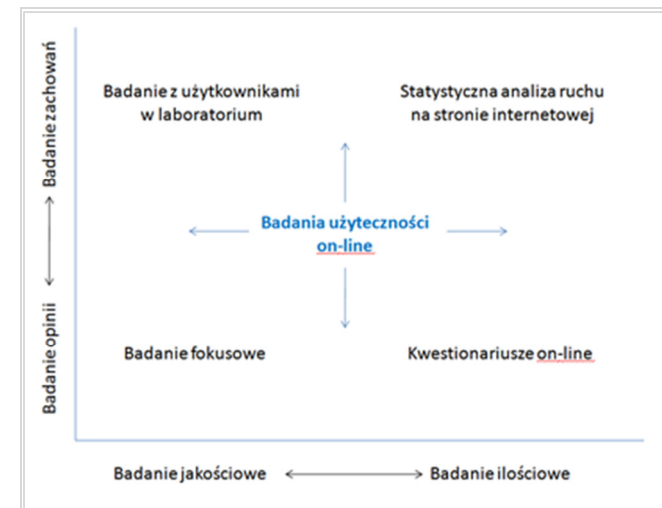 Badanie zachowań
Badanie opinii
Badanie z użytkownikami
w laboratorium
Statystyczna analiza ruchu
na stronie internetowej
Badania użyteczności
on-line
Badanie fokusowe
Kwestionariusze on-line
Badanie jakościowe
Badanie ilościowe